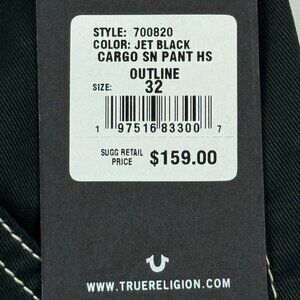 STYLE: 700820
COLOR: JET BLACK
CARGO SN PANT HS
OUTLINE
SIZE: 32
1 97516 83300 7
SUGG RETAIL PRICE $159.00
WWW.TRUERELIGION.COM